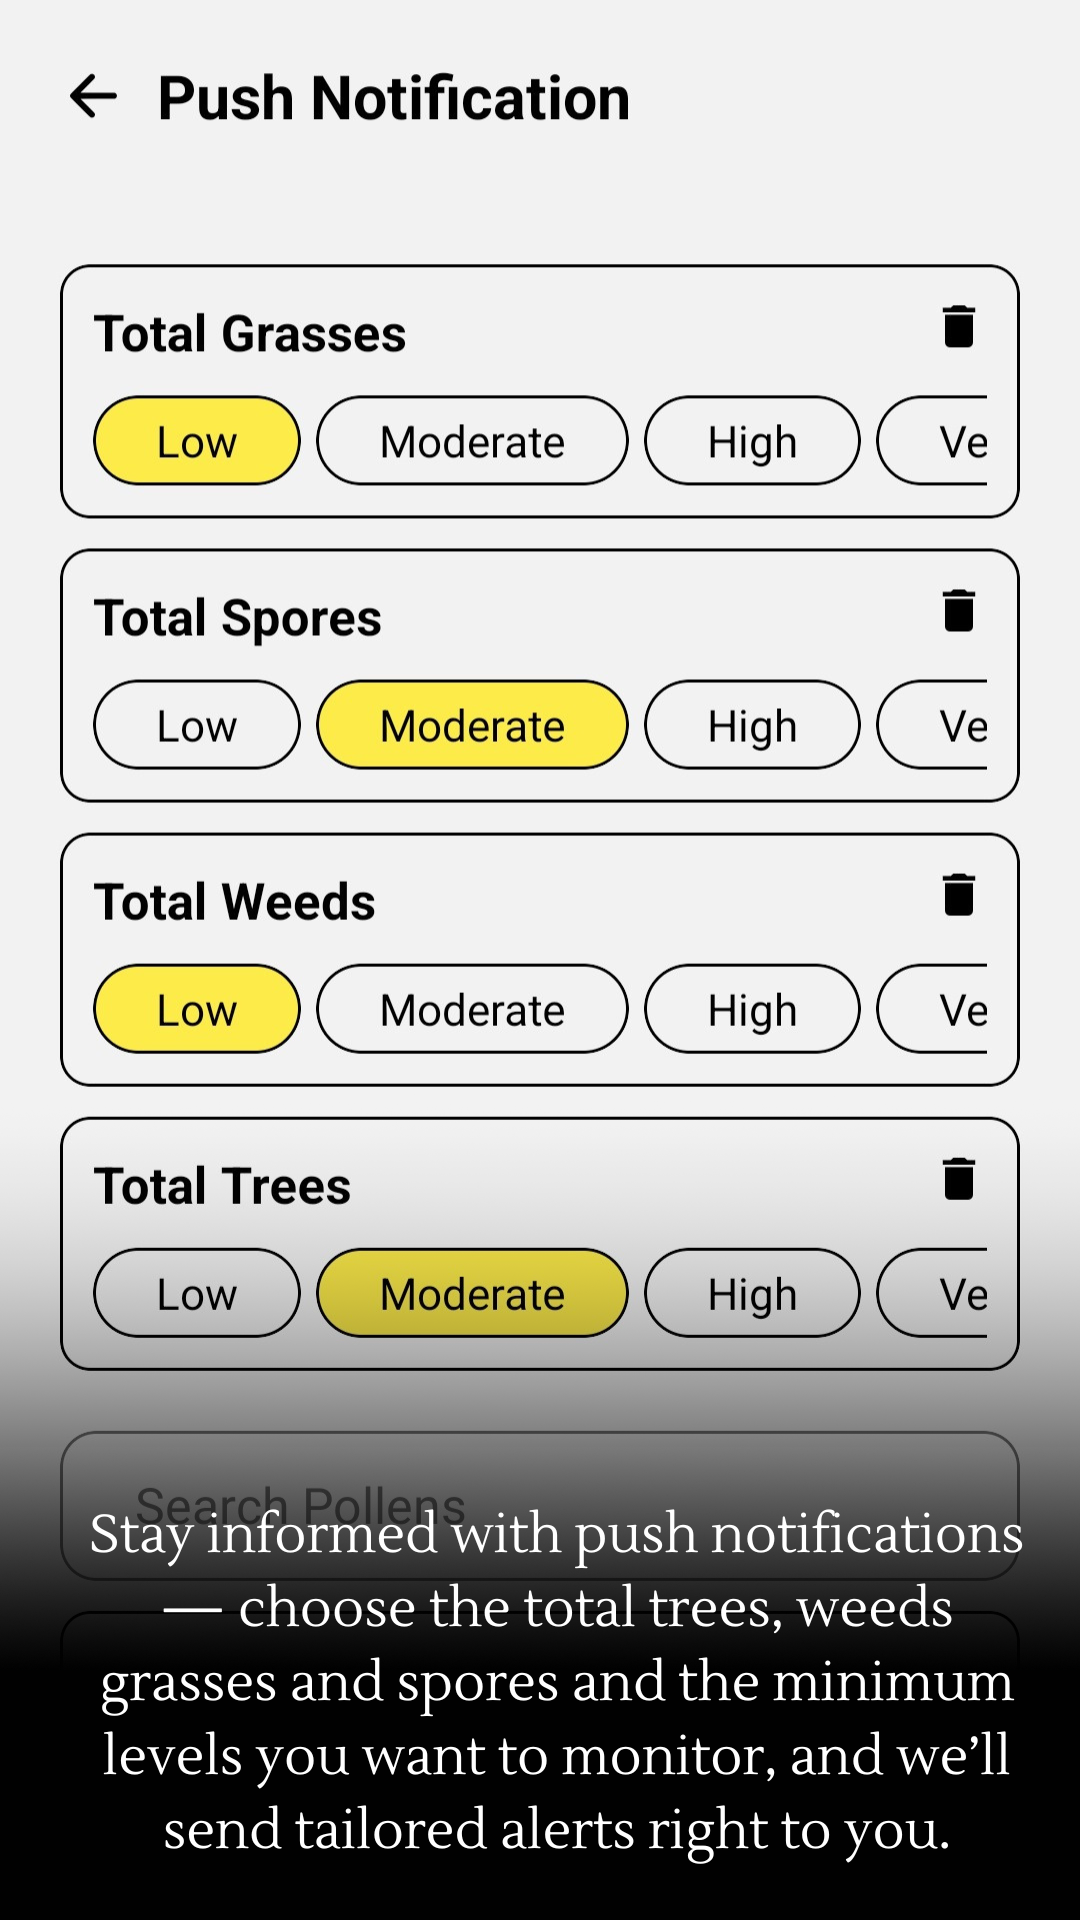 Push Notification
Total Grasses
Low Moderate High Ve
Total Spores
Low Moderate High Ve
Total Weeds
Low Moderate High Ve
Total Trees
Low Moderate High Ve
Search Pollens
Stay informed with push notifications
— choose the total trees, weeds
grasses and spores and the minimum
levels you want to monitor, and we’ll
send tailored alerts right to you.